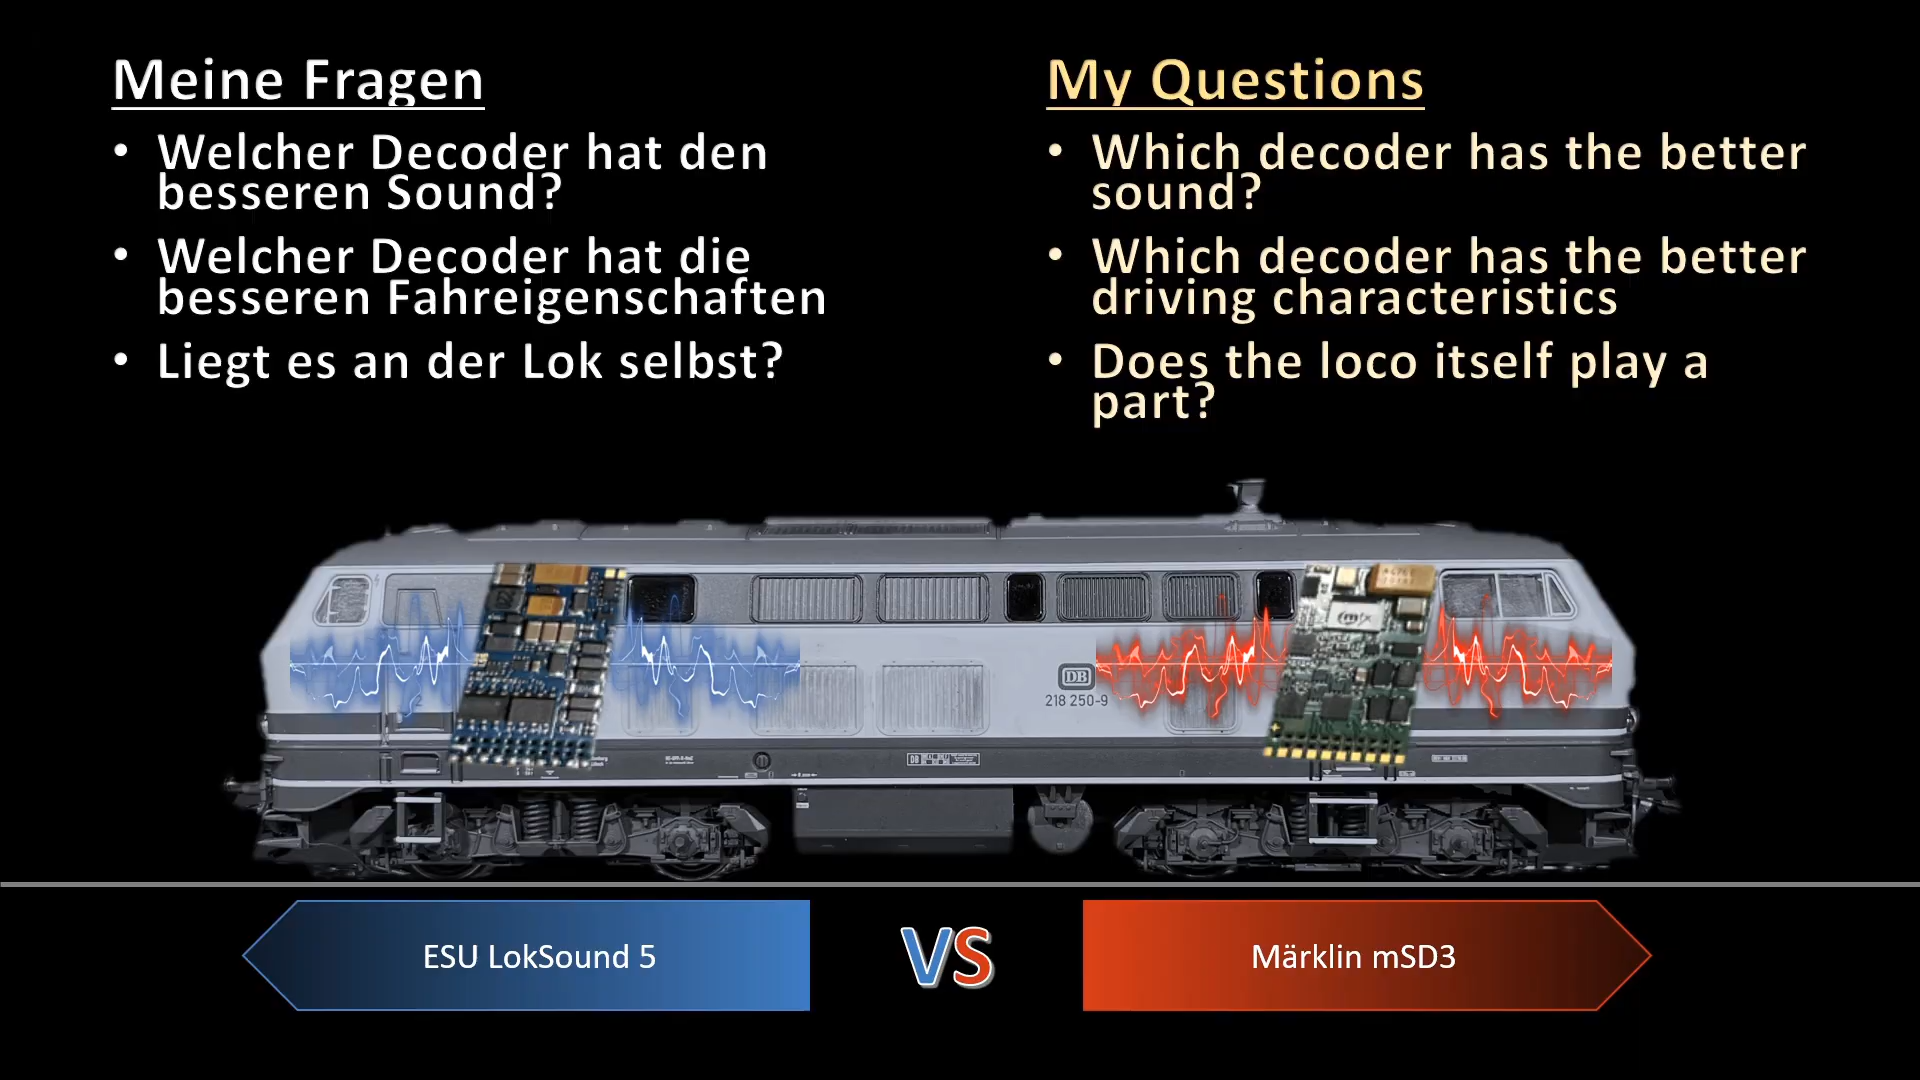 Meine Fragen
• Welcher Decoder hat den
besseren Sound?
• Welcher Decoder hat die
besseren Fahreigenschaften
• Liegt es an der Lok selbst?
My Questions
• Which decoder has the better
sound?
• Which decoder has the better
driving characteristics
• Does the loco itself play a
part?
mfx
DB
218 250-9
ESU LokSound 5
VS
Märklin mSD3